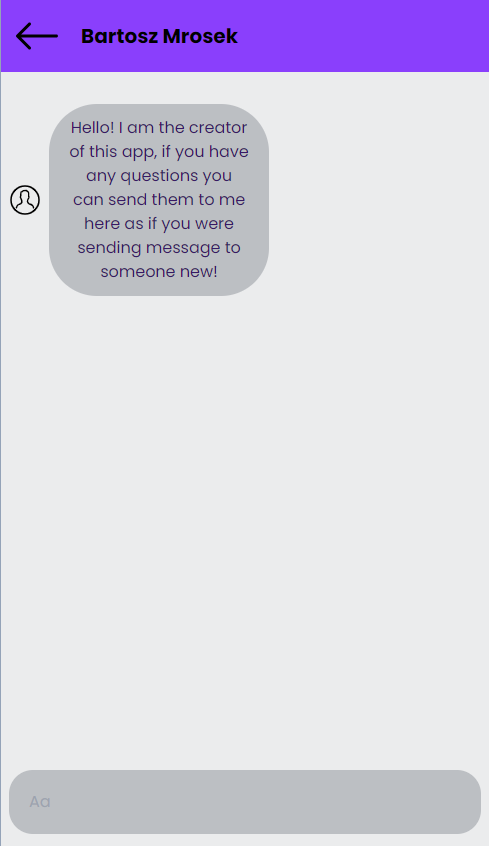 Bartosz Mrosek
Hello! I am the creator
of this app, if you have
any questions you
can send them to me
here as if you were
sending message to
someone new!
Aa